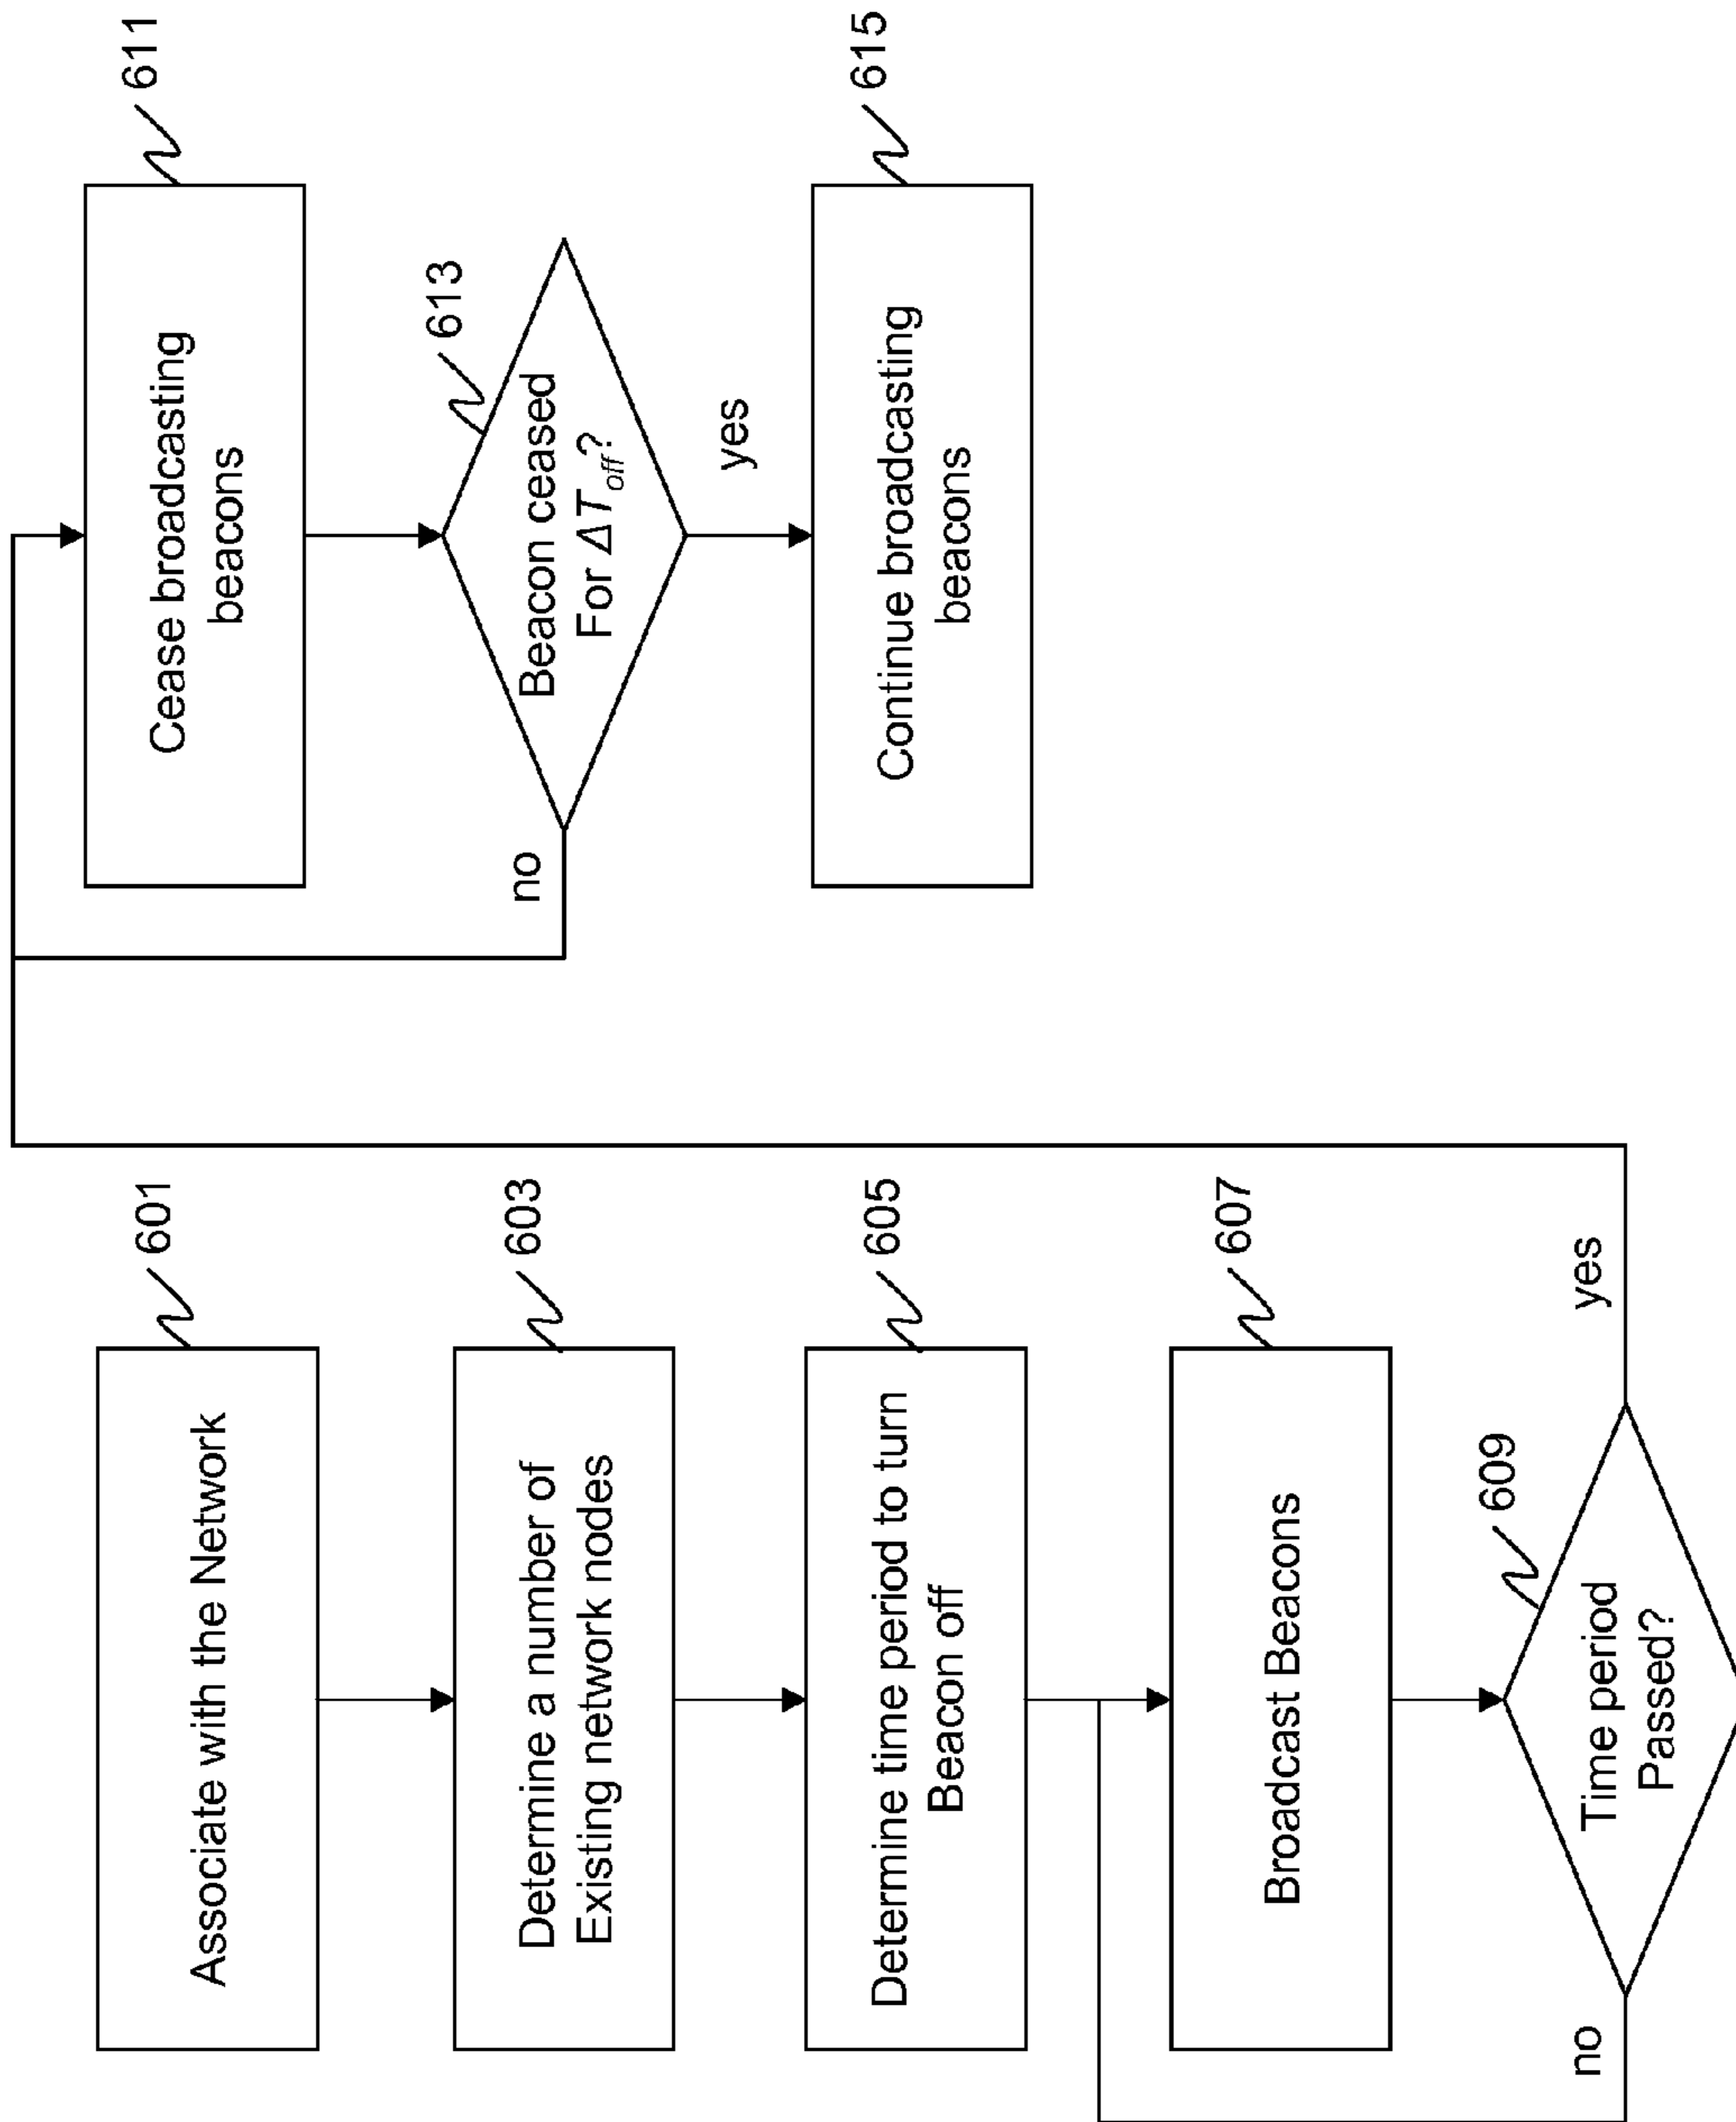 601
Associate with the Network
603
Determine a number of
Existing network nodes
605
Determine time period to turn
Beacon off
607
Broadcast Beacons
609
Time period
Passed?
no
yes
611
Cease broadcasting
beacons
613
Beacon ceased
For ΔT_off?
no
yes
615
Continue broadcasting
beacons